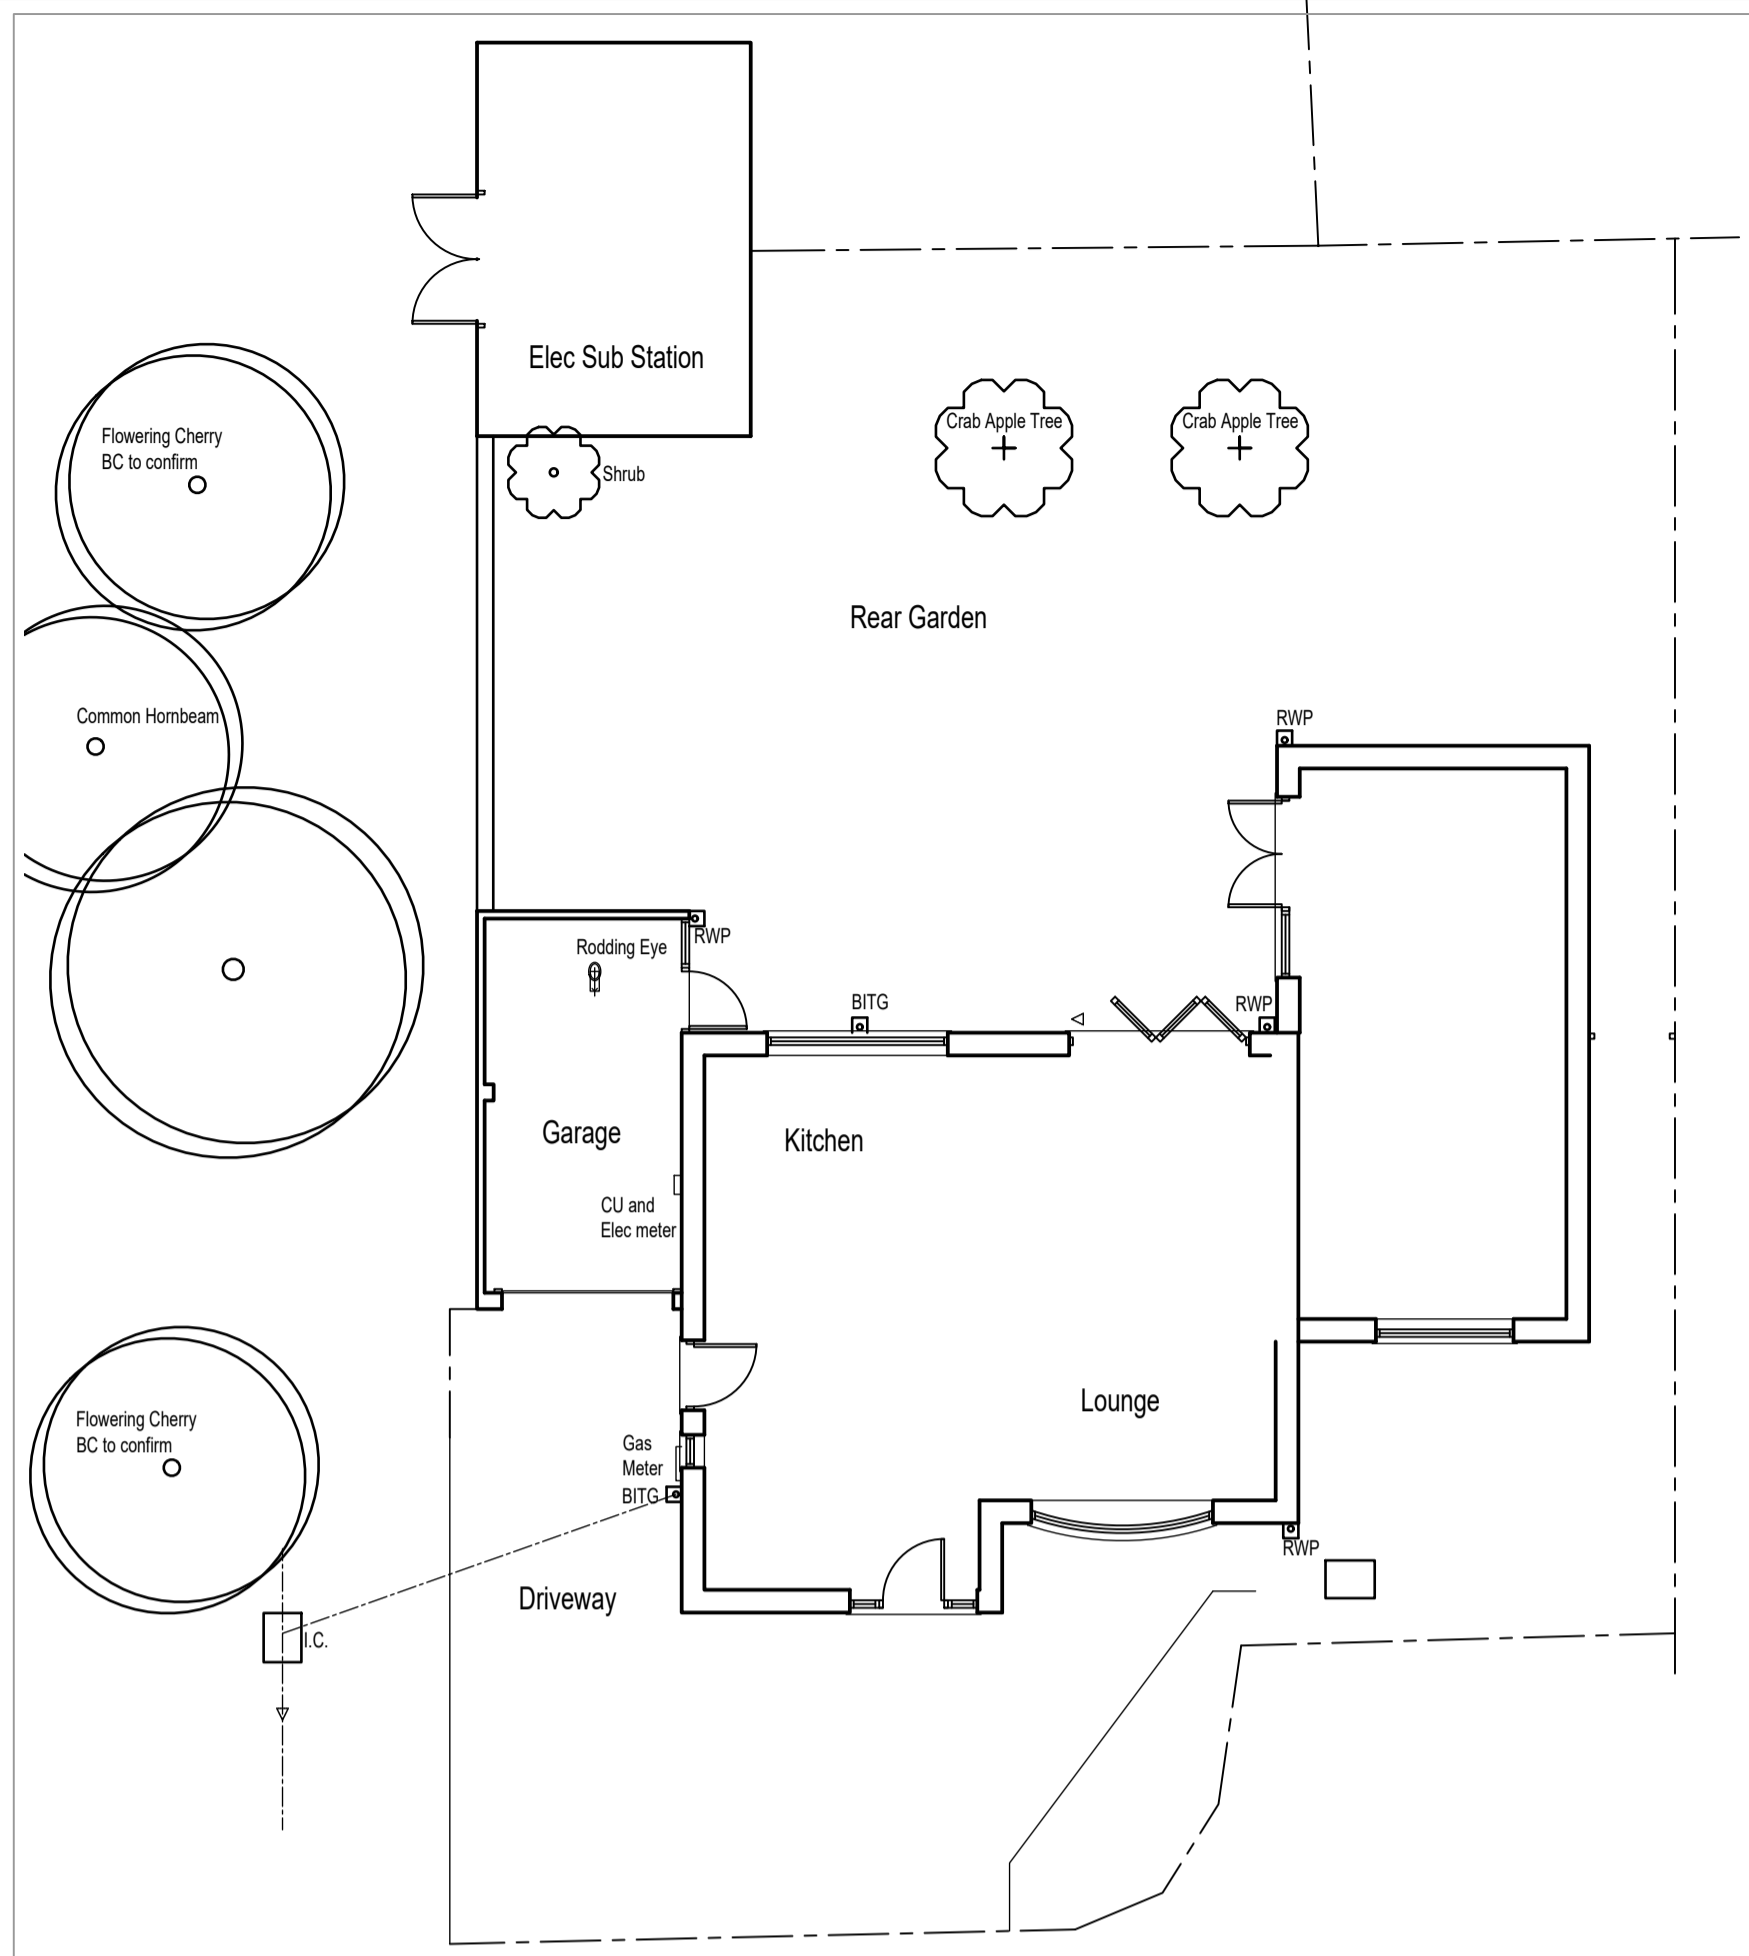 Elec Sub Station
Flowering Cherry
BC to confirm
Crab Apple Tree
Crab Apple Tree
Shrub
Rear Garden
Common Hornbeam
RWP
RWP
Rodding Eye
BITG
RWP
Garage
Kitchen
CU and
Elec meter
Lounge
Flowering Cherry
BC to confirm
Gas
Meter
BITG
RWP
Driveway
I.C.